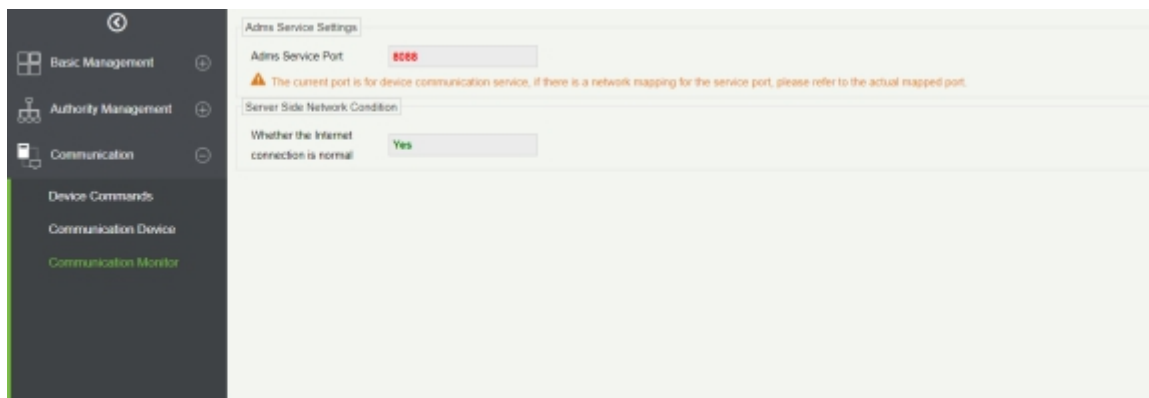 Basic Management
Authority Management
Communication
Device Commands
Communication Device
Communication Monitor
Adms Service Settings
Adms Service Port
8088
The current port is for device communication service, if there is a network mapping for the service port, please refer to the actual mapped port.
Server Side Network Condition
Whether the Internet
connection is normal
Yes